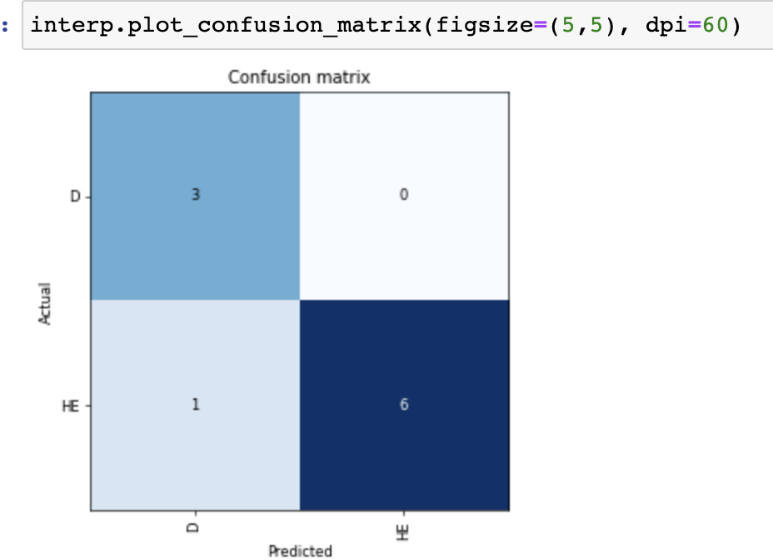 : interp.plot_confusion_matrix(figsize=(5,5), dpi=60)
Confusion matrix
D
3
0
Actual
HE
1
6
D
HE
Predicted